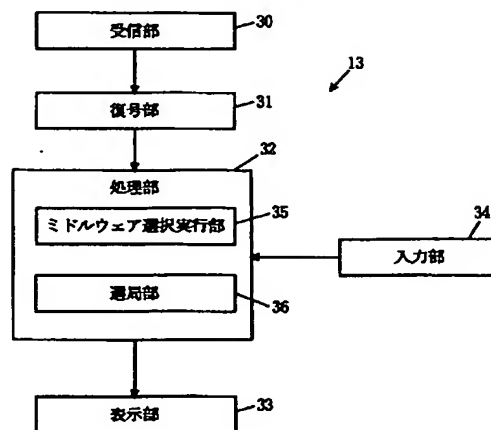 受信部
30
13
復号部
31
32
処理部
ミドルウェア選択実行部
35
34
入力部
選局部
36
表示部
33